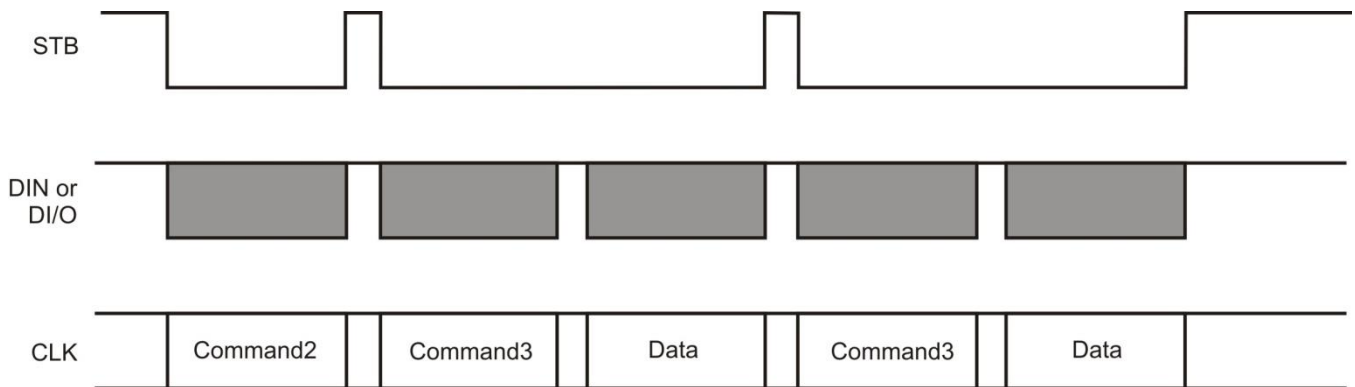 STB
DIN or
DI/O
CLK
Command2
Command3
Data
Command3
Data